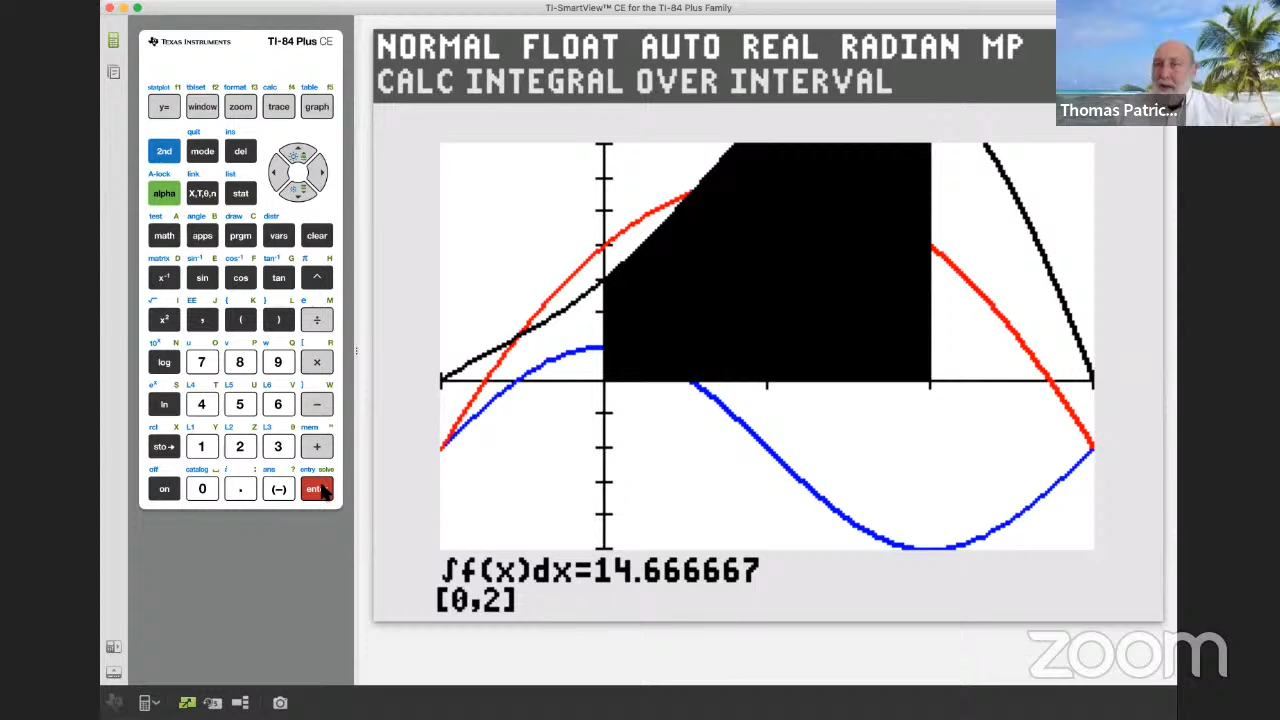 TI-SmartView™ CE for the TI-84 Plus Family
TEXAS INSTRUMENTS TI-84 Plus CE
statplot f1 tblset f2 format f3 calc f4 table f5
y= window zoom trace graph
quit ins
2nd mode del
A-lock link list
alpha X,T,θ,n stat
test A angle B draw C distr
math apps prgm vars clear
matrix D sin⁻¹ E cos⁻¹ F tan⁻¹ G π H
x⁻¹ sin cos tan ^
√ I EE J { K } L e M
x² , ( ) ÷
10ˣ N u O v P w Q [ R
log 7 8 9 ×
eˣ S L4 T L5 U L6 V ] W
ln 4 5 6 −
rcl X L1 Y L2 Z L3 θ mem "
sto→ 1 2 3 +
off catalog ␣ i : ans ? entry solve
on 0 . (−) ente
NORMAL FLOAT AUTO REAL RADIAN MP
CALC INTEGRAL OVER INTERVAL
∫f(x)dx=14.666667
[0,2]
Thomas Patric...
zoom